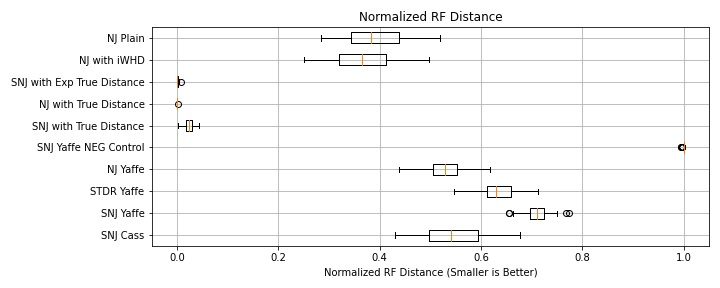 Normalized RF Distance
NJ Plain
NJ with iWHD
SNJ with Exp True Distance
NJ with True Distance
SNJ with True Distance
SNJ Yaffe NEG Control
NJ Yaffe
STDR Yaffe
SNJ Yaffe
SNJ Cass
0.0 0.2 0.4 0.6 0.8 1.0
Normalized RF Distance (Smaller is Better)